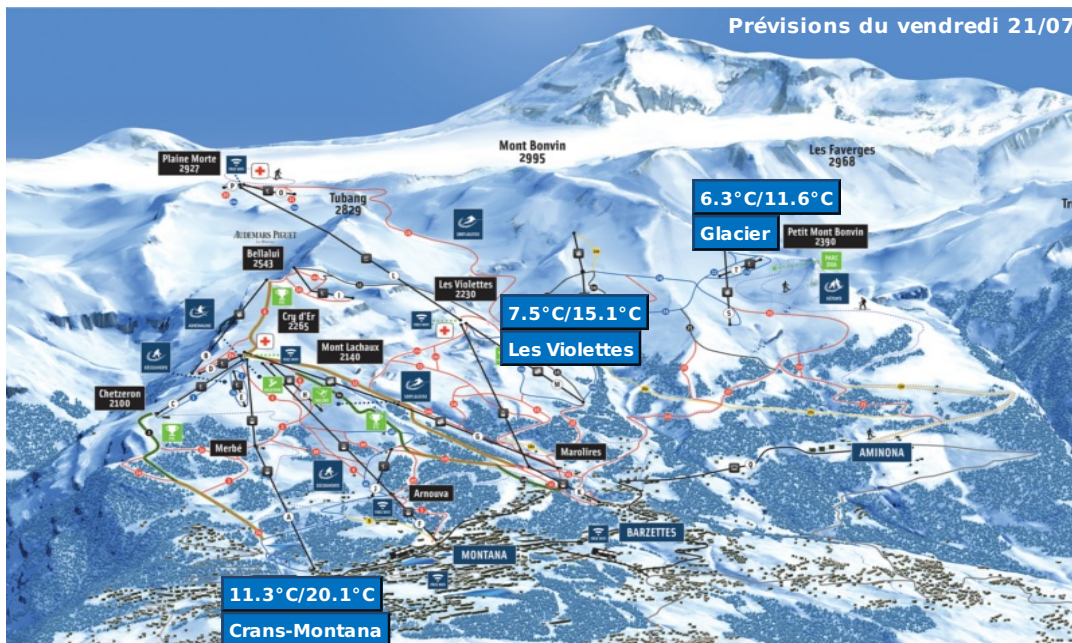 Prévisions du vendredi 21/07
Mont Bonvin
2995
Les Faverges
2968
Plaine Morte
2927
Tubang
2829
6.3°C/11.6°C
Glacier
Petit Mont Bonvin
2390
AUDEMARS PIGUET
Bellalui
2543
Les Violettes
2230
7.5°C/15.1°C
Les Violettes
Cry d'Er
2265
Mont Lachaux
2140
Chetzeron
2100
Merbé
Marolires
AMINONA
Arnouva
BARZETTES
MONTANA
11.3°C/20.1°C
Crans-Montana